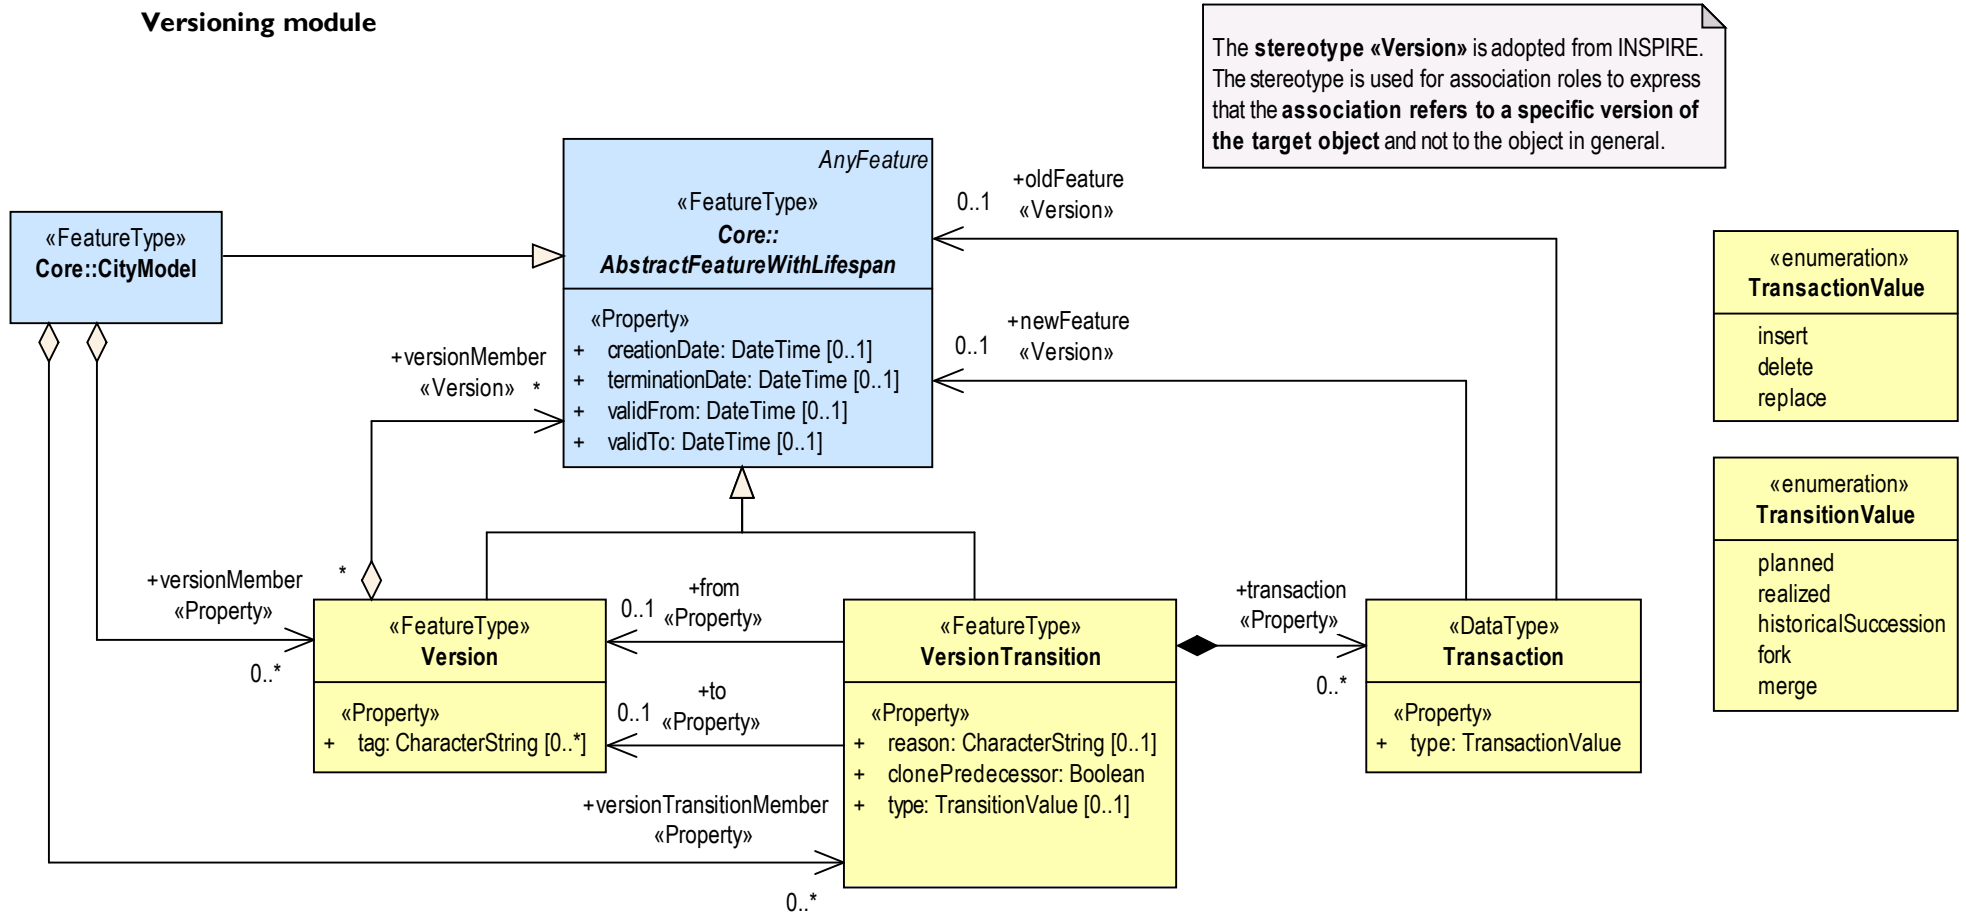 Versioning module
The stereotype «Version» is adopted from INSPIRE.
The stereotype is used for association roles to express
that the association refers to a specific version of
the target object and not to the object in general.
AnyFeature
«FeatureType»
Core::
AbstractFeatureWithLifespan
«Property»
+ creationDate: DateTime [0..1]
+ terminationDate: DateTime [0..1]
+ validFrom: DateTime [0..1]
+ validTo: DateTime [0..1]
«FeatureType»
Core::CityModel
+oldFeature
0..1 «Version»
+newFeature
0..1 «Version»
+versionMember
«Version» *
«enumeration»
TransactionValue
insert
delete
replace
«enumeration»
TransitionValue
planned
realized
historicalSuccession
fork
merge
+versionMember
«Property»
0..*
*
«FeatureType»
Version
«Property»
+ tag: CharacterString [0..*]
+from
0..1 «Property»
+to
0..1 «Property»
+versionTransitionMember
«Property»
0..*
«FeatureType»
VersionTransition
«Property»
+ reason: CharacterString [0..1]
+ clonePredecessor: Boolean
+ type: TransitionValue [0..1]
+transaction
«Property»
0..*
«DataType»
Transaction
«Property»
+ type: TransactionValue